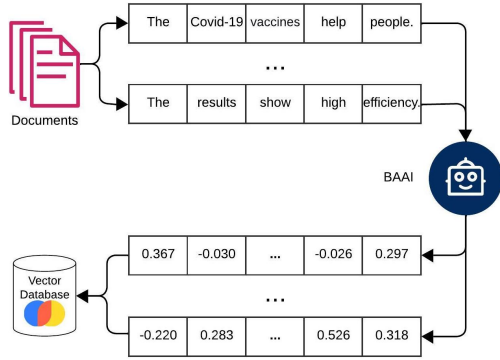 The Covid-19 vaccines help people.
...
Documents
The results show high efficiency.
BAAI
0.367 -0.030 ... -0.026 0.297
Vector
Database
...
-0.220 0.283 ... 0.526 0.318